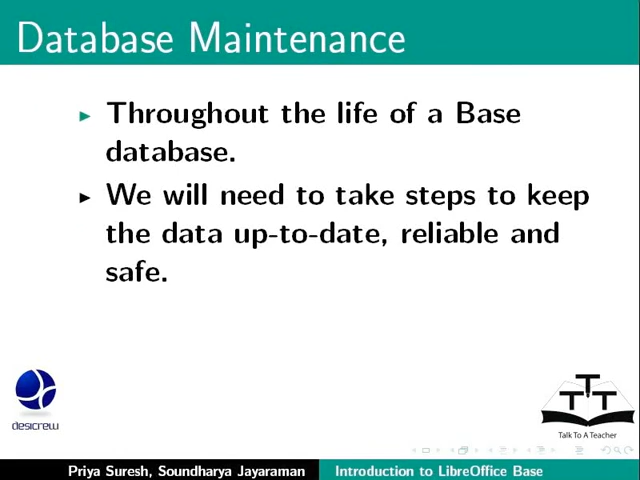 Database Maintenance
Throughout the life of a Base
database.
We will need to take steps to keep
the data up-to-date, reliable and
safe.
desicrew
TTT
Talk To A Teacher
Priya Suresh, Soundharya Jayaraman
Introduction to LibreOffice Base